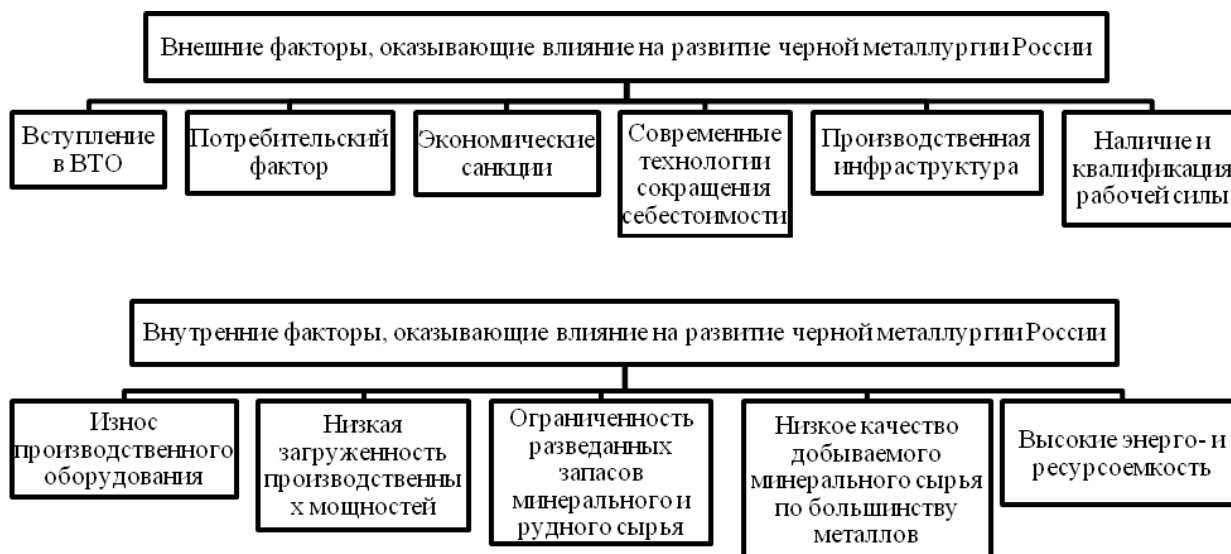 Внешние факторы, оказывающие влияние на развитие черной металлургии России
Вступление
в ВТО
Потребительский
фактор
Экономические
санкции
Современные
технологии
сокращения
себестоимости
Производственная
инфраструктура
Наличие и
квалификация
рабочей силы
Внутренние факторы, оказывающие влияние на развитие черной металлургии России
Износ
производственного
оборудования
Низкая
загруженность
производственны
х мощностей
Ограниченность
разведанных
запасов
минерального и
рудного сырья
Низкое качество
добываемого
минерального сырья
по большинству
металлов
Высокие энерго- и
ресурсоемкость